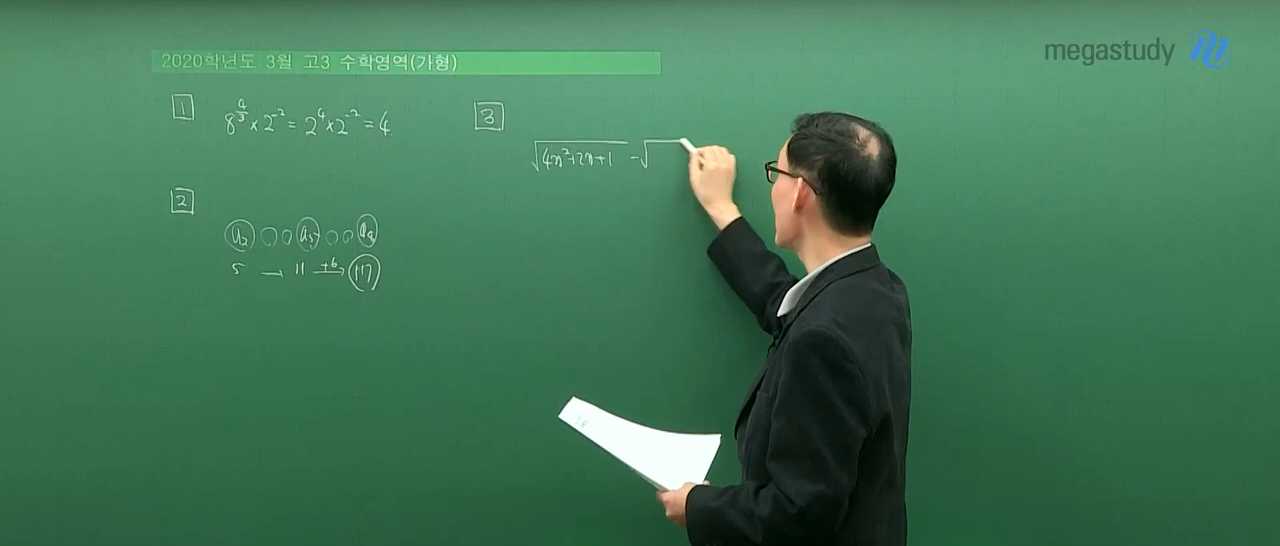 2020학년도 3월 고3 수학영역(가형)
megastudy
1
8^(4/3) × 2^(-2) = 2^4 × 2^(-2) = 4
2
a₂ ○ ○ a₅ ○ ○ a₈
5 → 11 +6→ 17
3
√(4n²+2n+1) - √